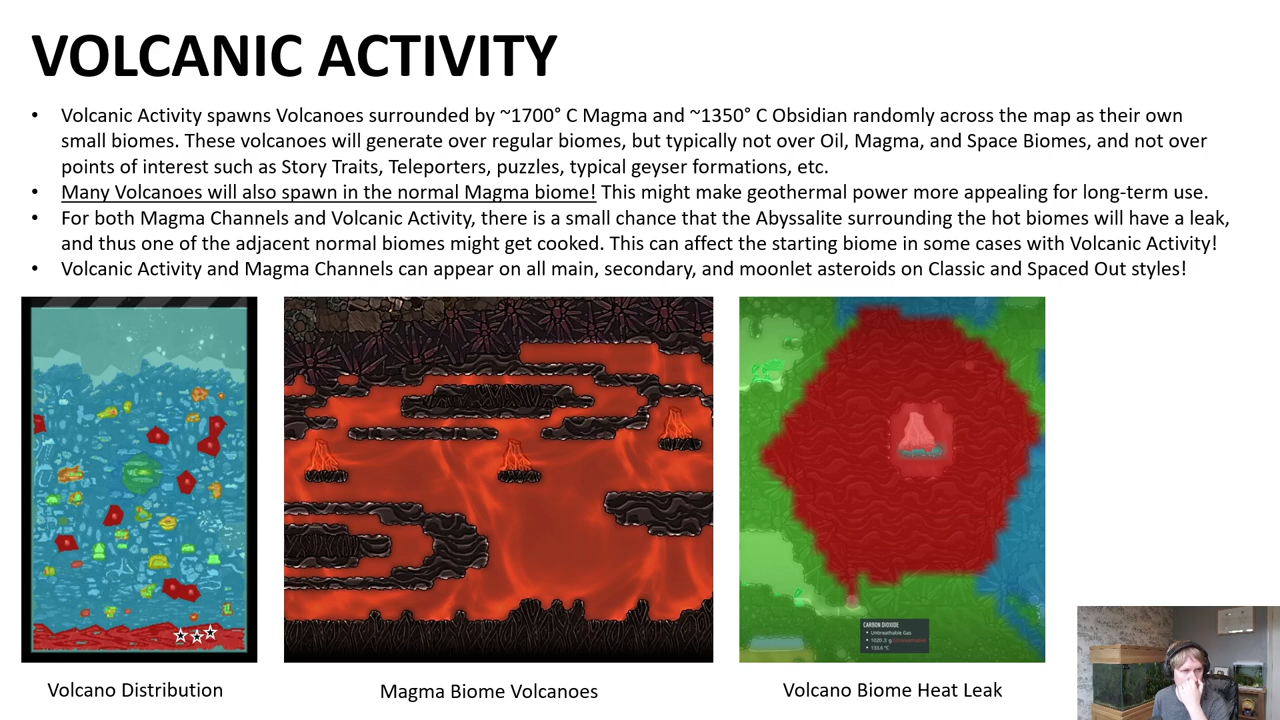 VOLCANIC ACTIVITY
• Volcanic Activity spawns Volcanoes surrounded by ~1700° C Magma and ~1350° C Obsidian randomly across the map as their own
small biomes. These volcanoes will generate over regular biomes, but typically not over Oil, Magma, and Space Biomes, and not over
points of interest such as Story Traits, Teleporters, puzzles, typical geyser formations, etc.
• Many Volcanoes will also spawn in the normal Magma biome! This might make geothermal power more appealing for long-term use.
• For both Magma Channels and Volcanic Activity, there is a small chance that the Abyssalite surrounding the hot biomes will have a leak,
and thus one of the adjacent normal biomes might get cooked. This can affect the starting biome in some cases with Volcanic Activity!
• Volcanic Activity and Magma Channels can appear on all main, secondary, and moonlet asteroids on Classic and Spaced Out styles!
CARBON DIOXIDE
• Unbreathable Gas
• 1020.3 g
• 133.6 °C
Volcano Distribution
Magma Biome Volcanoes
Volcano Biome Heat Leak